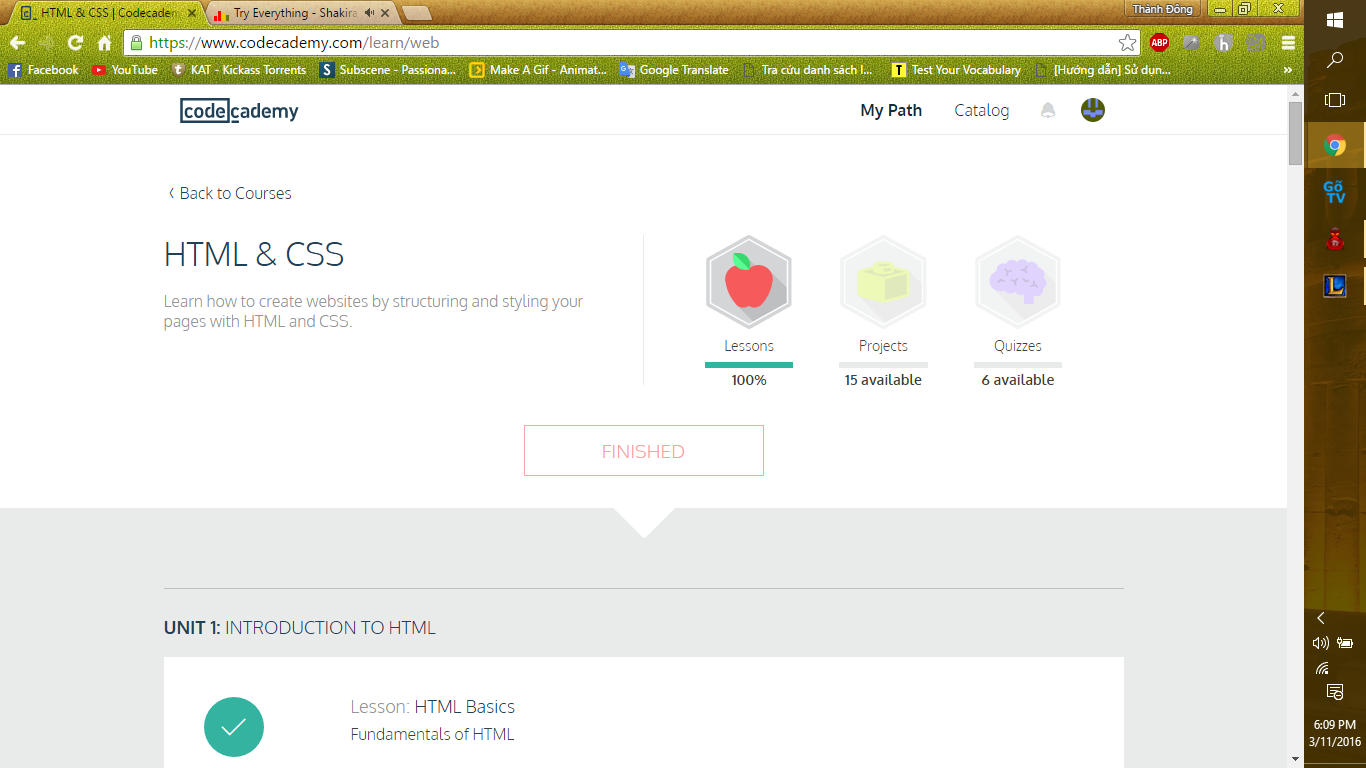 HTML & CSS | Codecaden
Try Everything - Shakira
Thành Đông
https://www.codecademy.com/learn/web
ABP
Facebook
YouTube
KAT - Kickass Torrents
Subscene - Passiona...
Make A Gif - Animat...
Google Translate
Tra cứu danh sách l...
Test Your Vocabulary
[Hướng dẫn] Sử dụn...
codecademy
My Path
Catalog
Back to Courses
HTML & CSS
Learn how to create websites by structuring and styling your
pages with HTML and CSS.
Lessons
100%
Projects
15 available
Quizzes
6 available
FINISHED
UNIT 1: INTRODUCTION TO HTML
Lesson: HTML Basics
Fundamentals of HTML
Gõ
TV
6:09 PM
3/11/2016